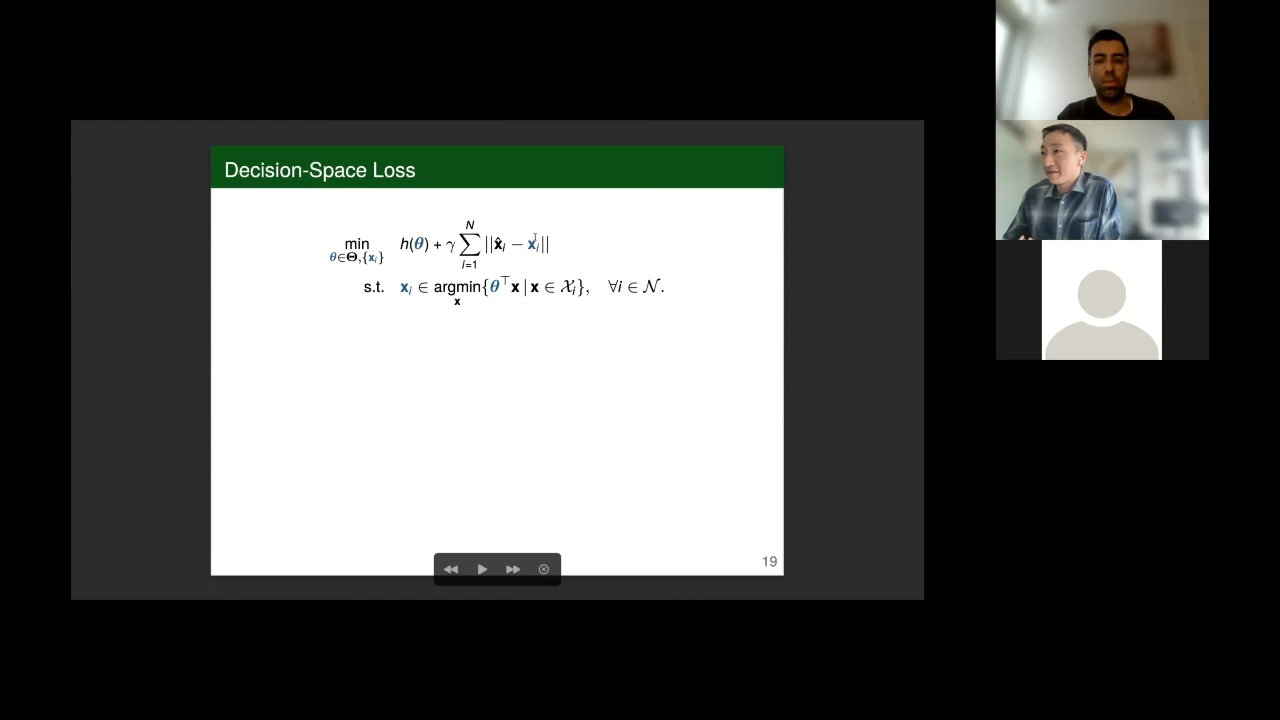 Decision-Space Loss
min h(θ) + γ ∑ ||x̂ᵢ − xᵢ||
N
i=1
θ∈Θ,{xᵢ}
s.t. xᵢ ∈ argmin{θ⊤x | x ∈ 𝒳ᵢ}, ∀i ∈ 𝒩.
x
19